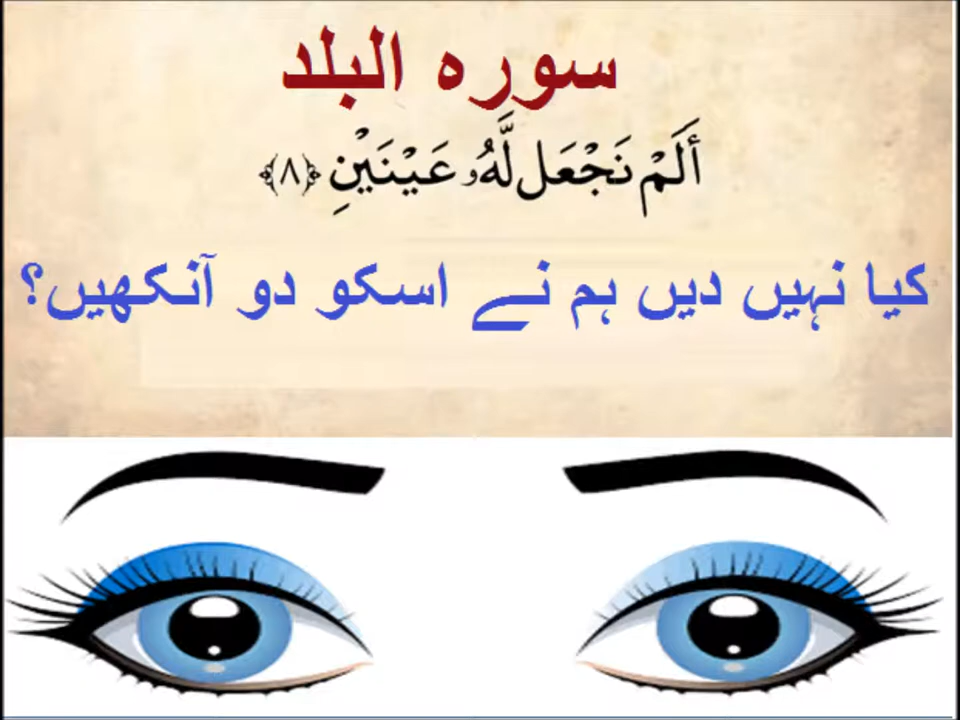 سورہ البلد
أَلَمْ نَجْعَل لَّهُۥ عَيْنَيْنِ ﴿٨﴾
کیا نہیں دیں ہم نے اسکو دو آنکھیں؟